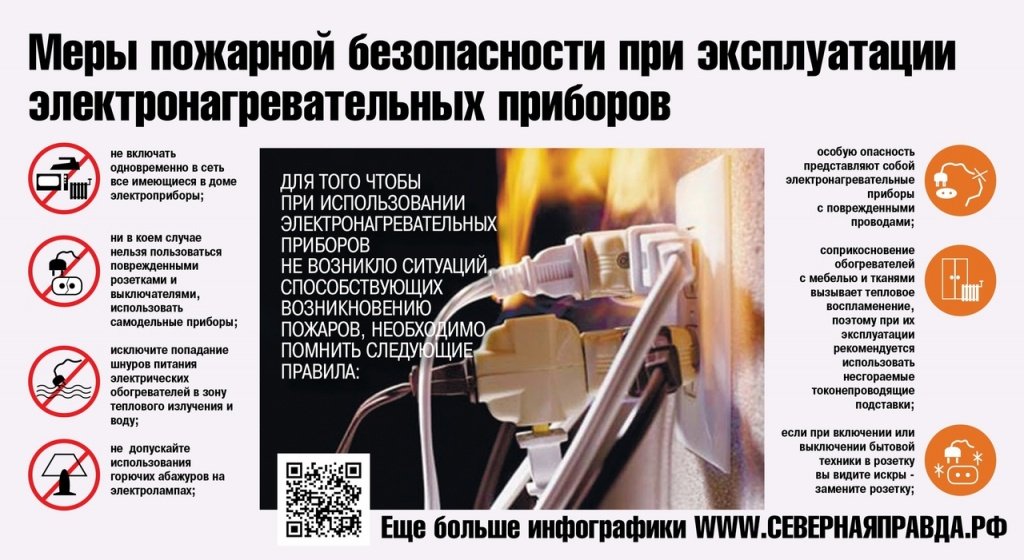 Меры пожарной безопасности при эксплуатации
электронагревательных приборов
не включать
одновременно в сеть
все имеющиеся в доме
электроприборы;
ни в коем случае
нельзя пользоваться
поврежденными
розетками и
выключателями,
использовать
самодельные приборы;
исключите попадание
шнуров питания
электрических
обогревателей в зону
теплового излучения и
воду;
не допускайте
использования
горючих абажуров на
электролампах;
ДЛЯ ТОГО ЧТОБЫ
ПРИ ИСПОЛЬЗОВАНИИ
ЭЛЕКТРОНАГРЕВАТЕЛЬНЫХ
ПРИБОРОВ
НЕ ВОЗНИКЛО СИТУАЦИЙ,
СПОСОБСТВУЮЩИХ
ВОЗНИКНОВЕНИЮ
ПОЖАРОВ, НЕОБХОДИМО
ПОМНИТЬ СЛЕДУЮЩИЕ
ПРАВИЛА:
особую опасность
представляют собой
электронагревательные
приборы
с поврежденными
проводами;
соприкосновение
обогревателей
с мебелью и тканями
вызывает тепловое
воспламенение,
поэтому при их
эксплуатации
рекомендуется
использовать
несгораемые
токонепроводящие
подставки;
если при включении или
выключении бытовой
техники в розетку
вы видите искры -
замените розетку;
Еще больше инфографики WWW.СЕВЕРНАЯПРАВДА.РФ